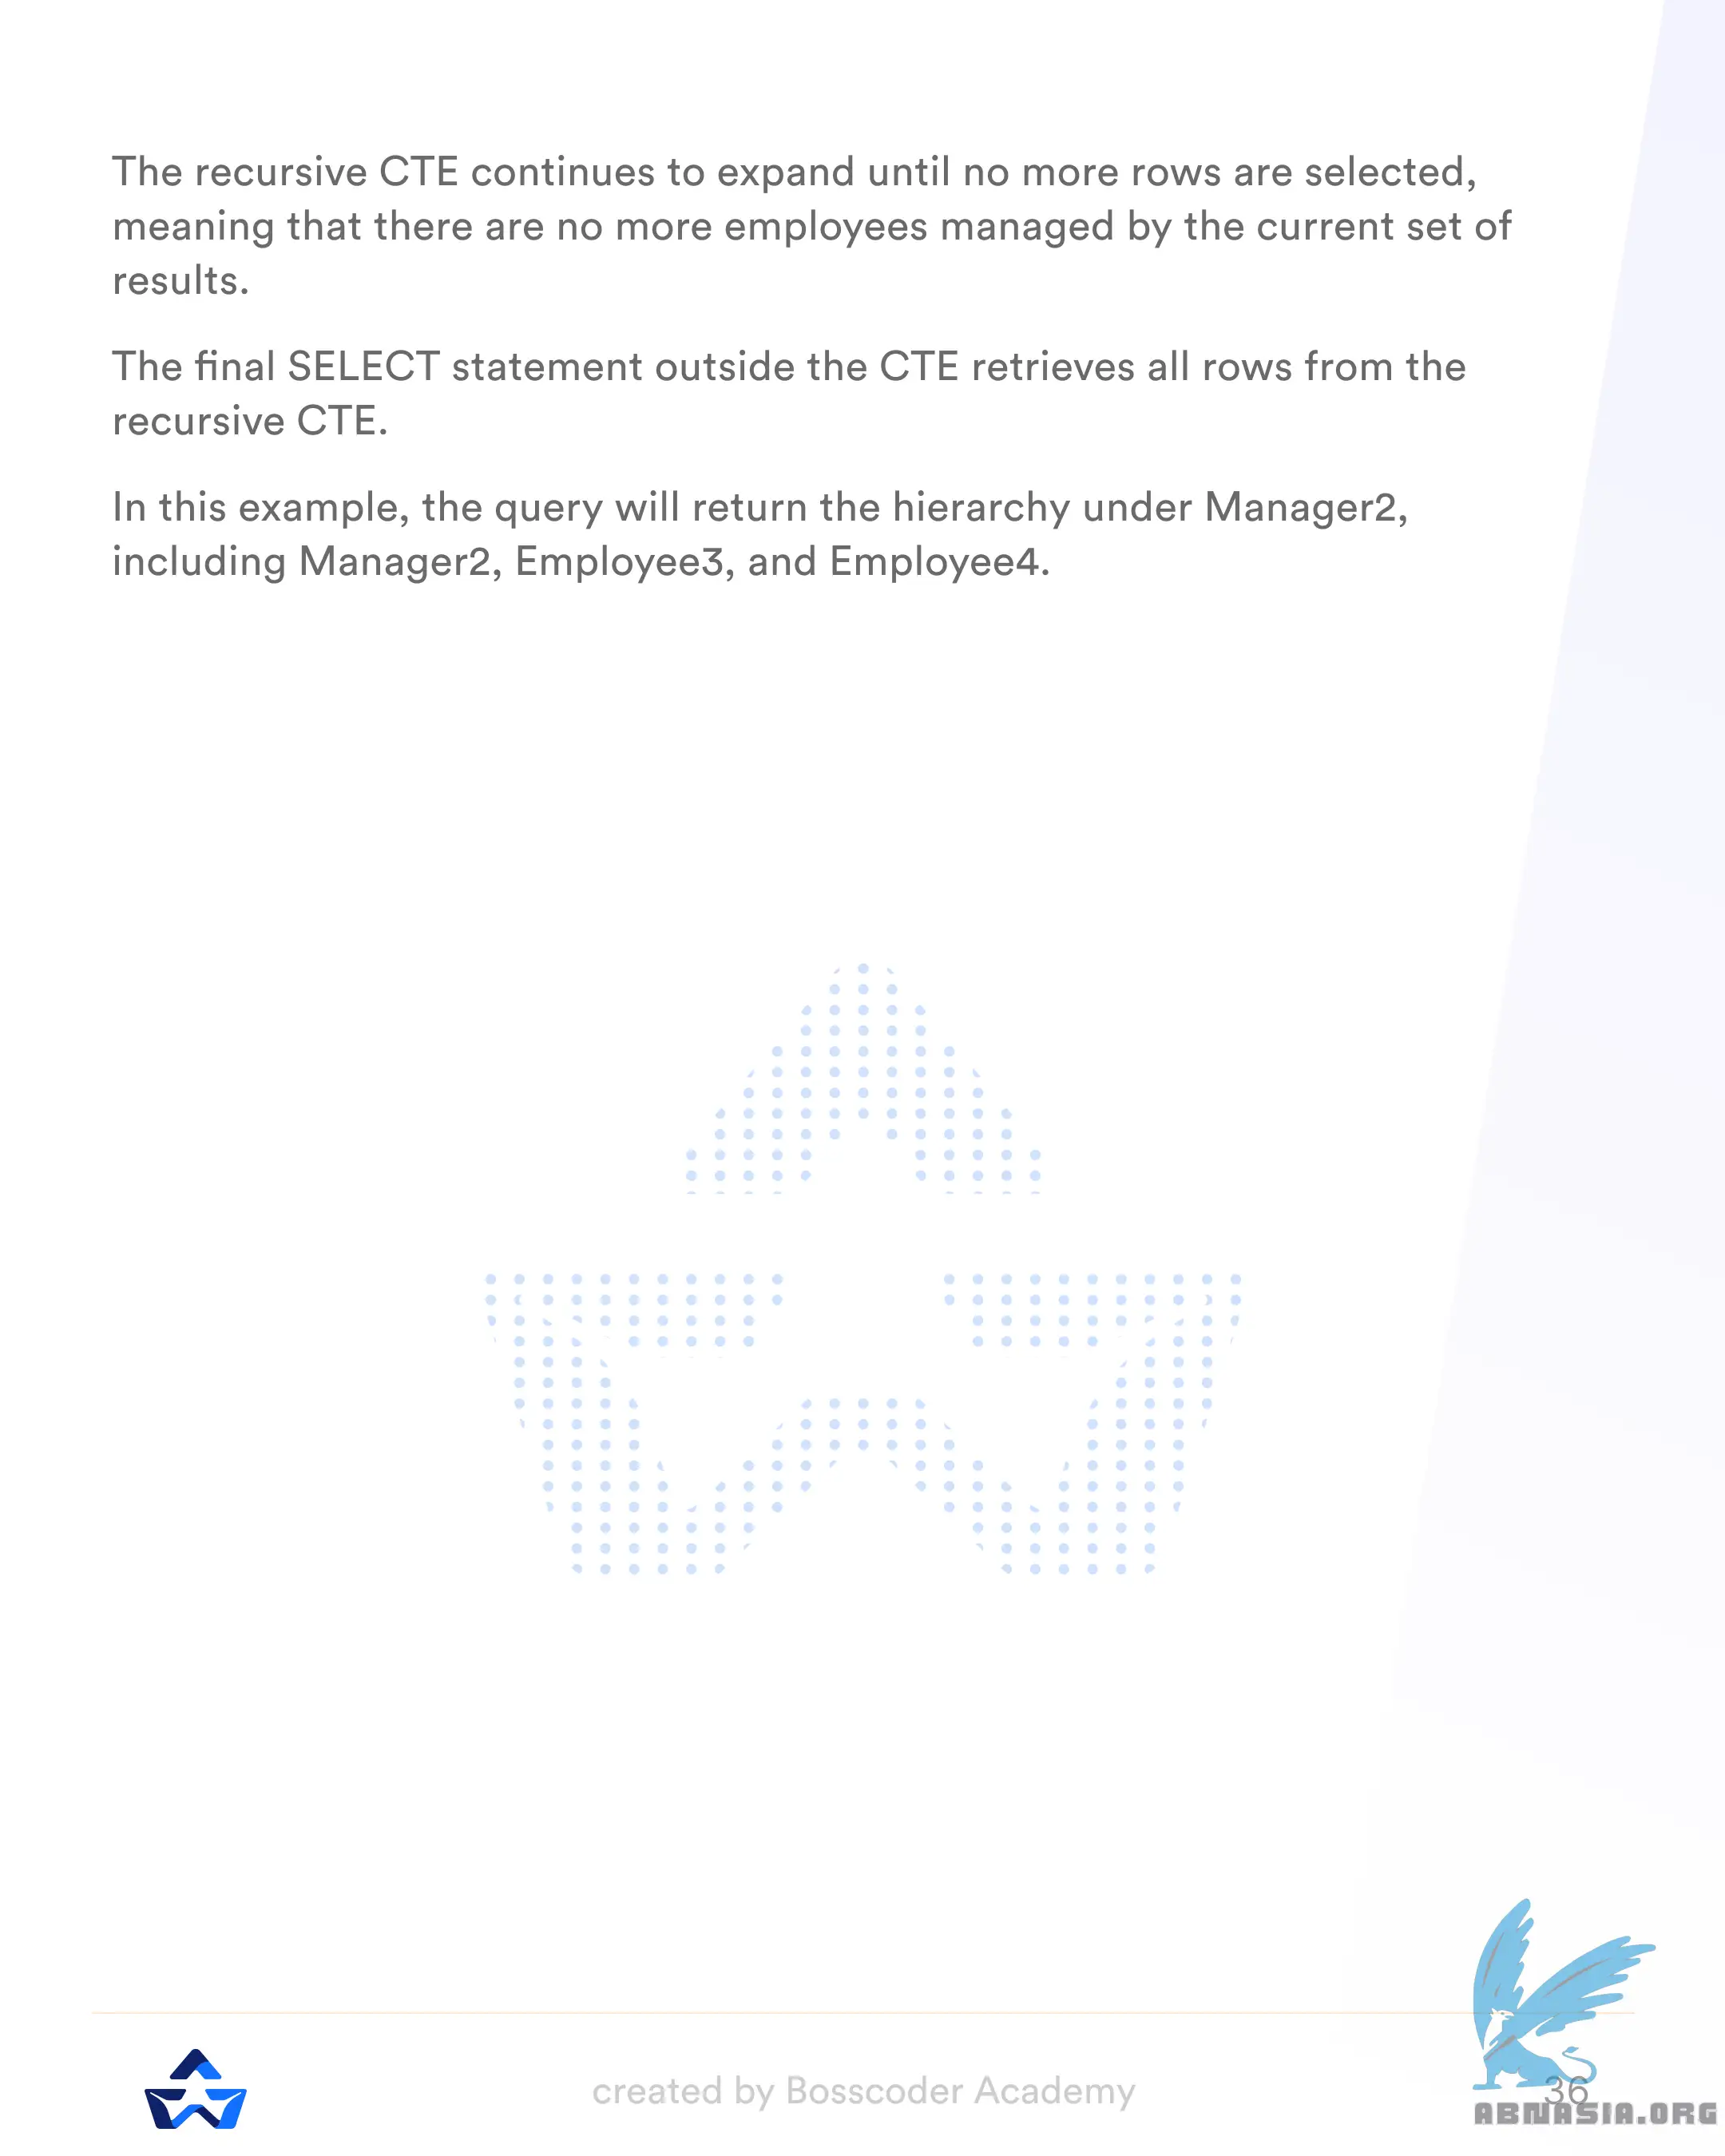 The recursive CTE continues to expand until no more rows are selected,
meaning that there are no more employees managed by the current set of
results.
The final SELECT statement outside the CTE retrieves all rows from the
recursive CTE.
In this example, the query will return the hierarchy under Manager2,
including Manager2, Employee3, and Employee4.
created by Bosscoder Academy
36
ABNASIA.ORG